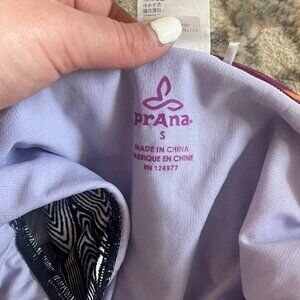 prAna
S
MADE IN CHINA
FABRIQUE EN CHINE
RN 124977